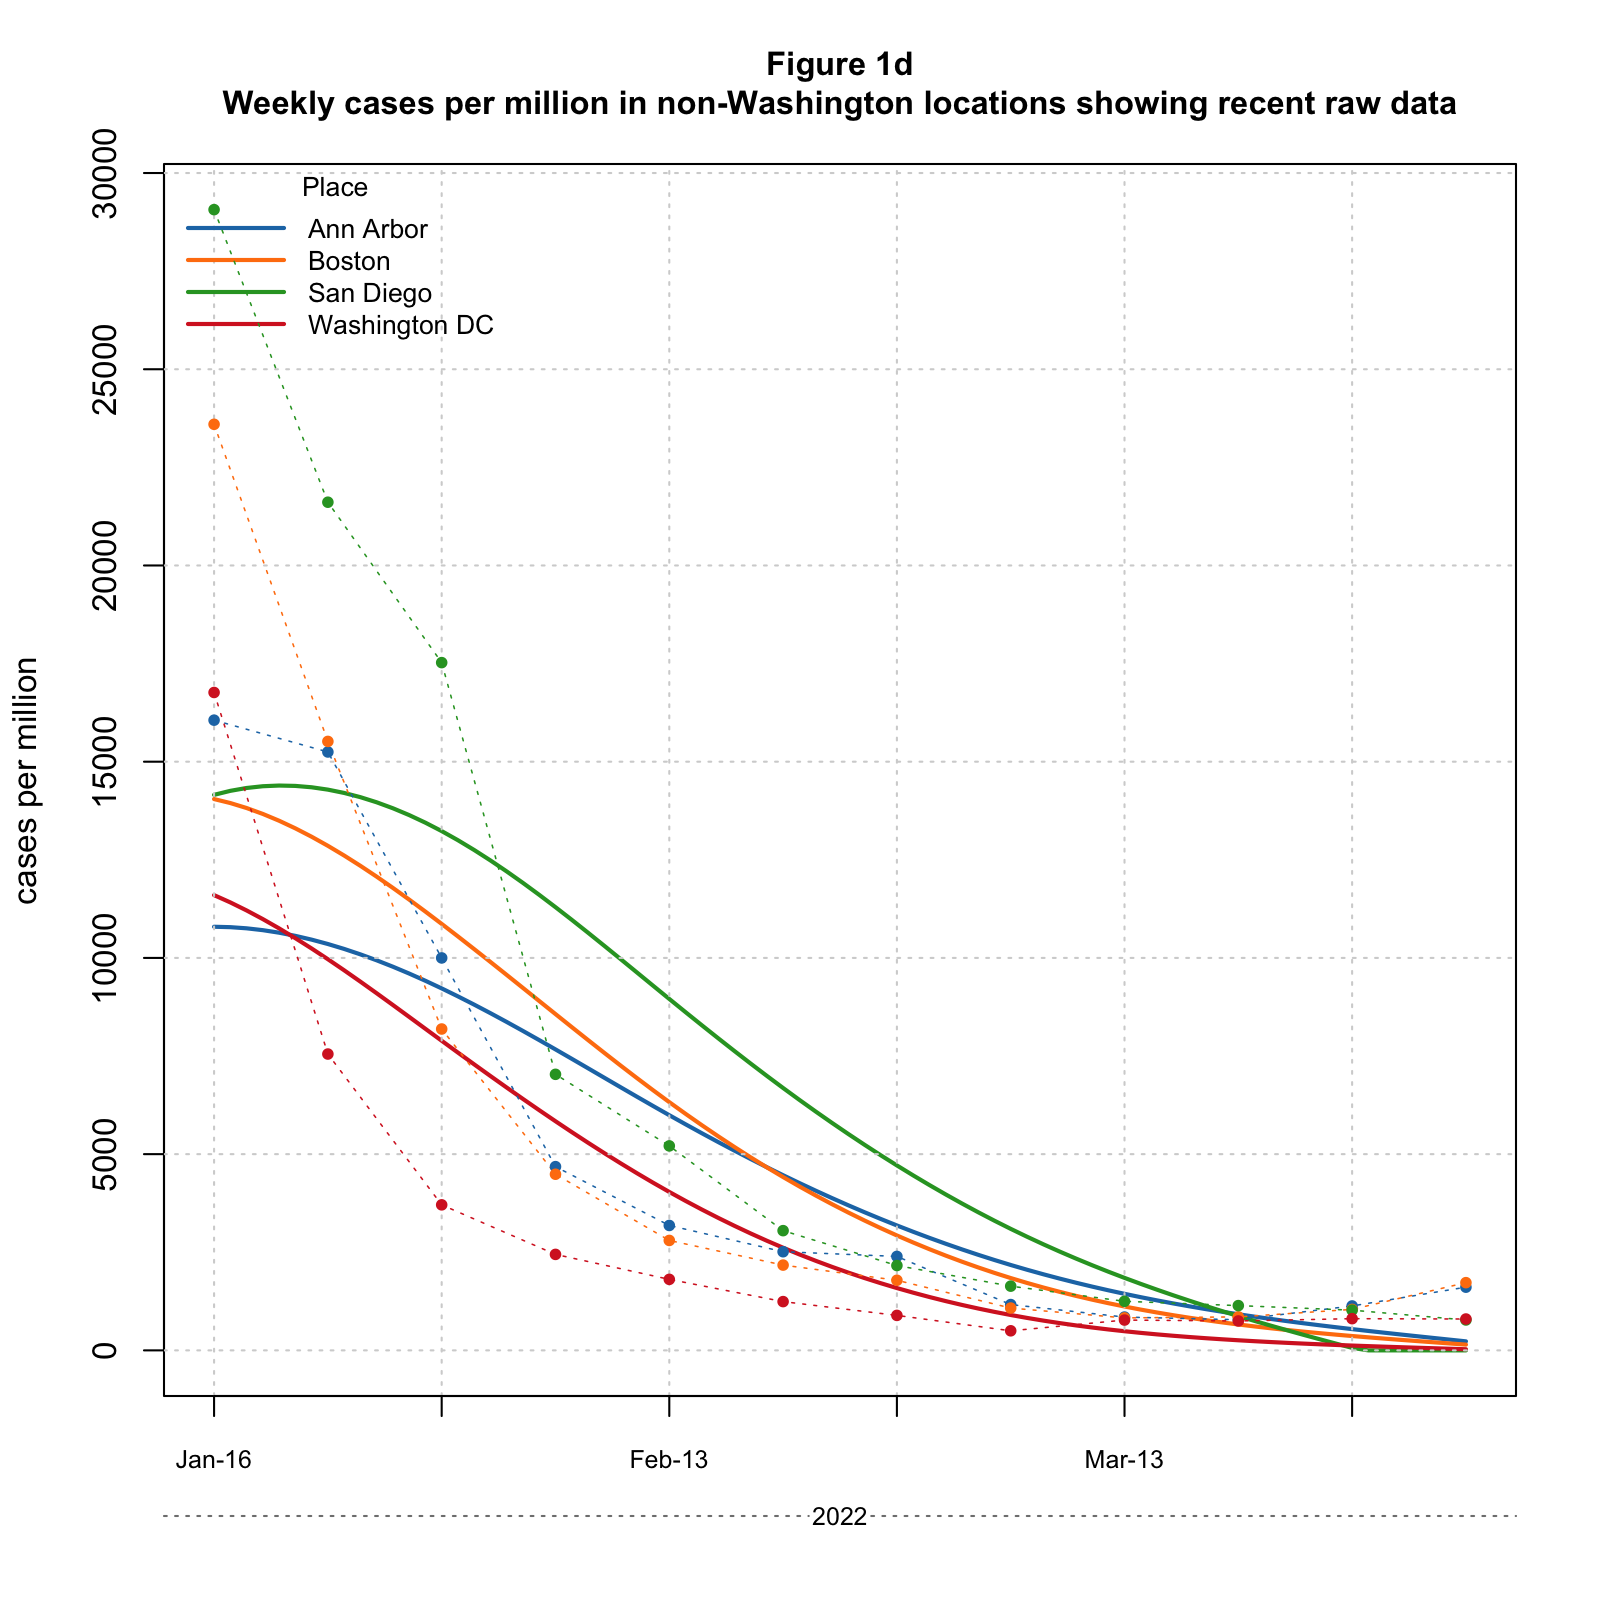 Figure 1d
Weekly cases per million in non-Washington locations showing recent raw data
cases per million
30000
25000
20000
15000
10000
5000
0
Place
Ann Arbor
Boston
San Diego
Washington DC
Jan-16
Feb-13
Mar-13
2022